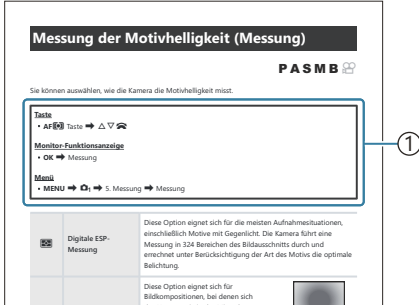 Messung der Motivhelligkeit (Messung)
PASMB
Sie können auswählen, wie die Kamera die Motivhelligkeit misst.
Taste
• AF Taste ➡ △▽
Monitor-Funktionsanzeige
• OK ➡ Messung
Menü
• MENU ➡ 1 ➡ 5. Messung ➡ Messung
①
Digitale ESP-
Messung
Diese Option eignet sich für die meisten Aufnahmesituationen,
einschließlich Motive mit Gegenlicht. Die Kamera führt eine
Messung in 324 Bereichen des Bildausschnitts durch und
errechnet unter Berücksichtigung der Art des Motivs die optimale
Belichtung.
Diese Option eignet sich für
Bildkompositionen, bei denen sich